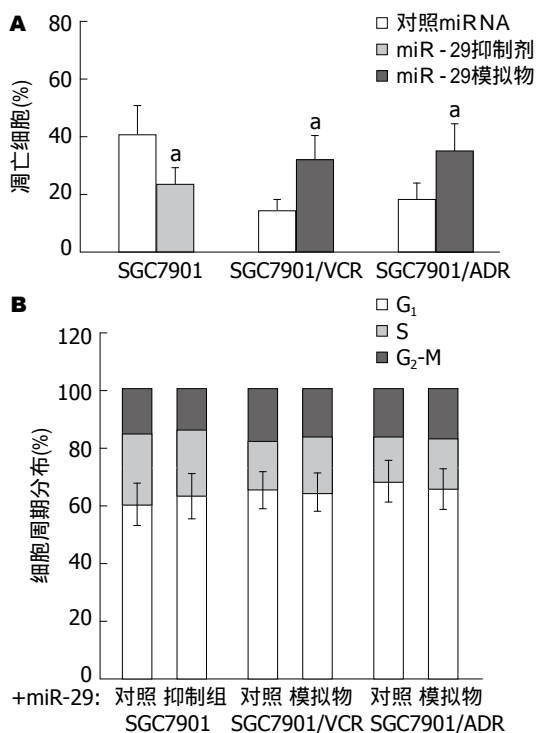 A
80
60
40
20
0
凋亡细胞(%)
对照miRNA
miR-29抑制剂
miR-29模拟物
a
a
a
SGC7901 SGC7901/VCR SGC7901/ADR
B
120
100
80
60
40
20
0
细胞周期分布(%)
G₁
S
G₂-M
+miR-29: 对照 抑制组 对照 模拟物 对照 模拟物
SGC7901 SGC7901/VCR SGC7901/ADR